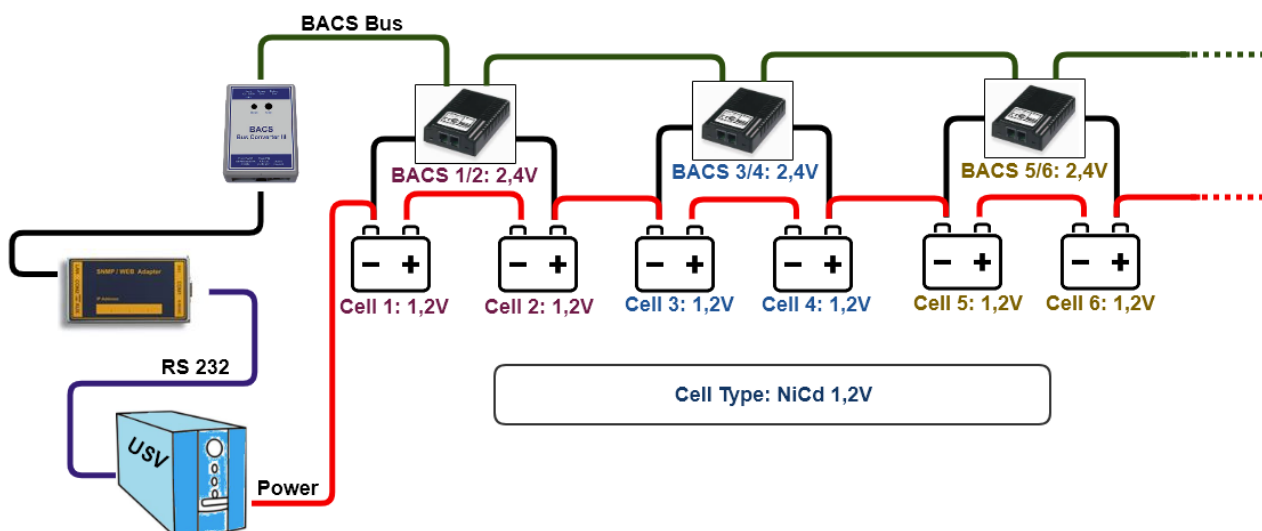 BACS Bus
BACS
Bus Converter III
BACS 1/2: 2,4V
BACS 3/4: 2,4V
BACS 5/6: 2,4V
Cell 1: 1,2V
Cell 2: 1,2V
Cell 3: 1,2V
Cell 4: 1,2V
Cell 5: 1,2V
Cell 6: 1,2V
SNMP / WEB Adapter
IP Address:
RS 232
Cell Type: NiCd 1,2V
USV
Power